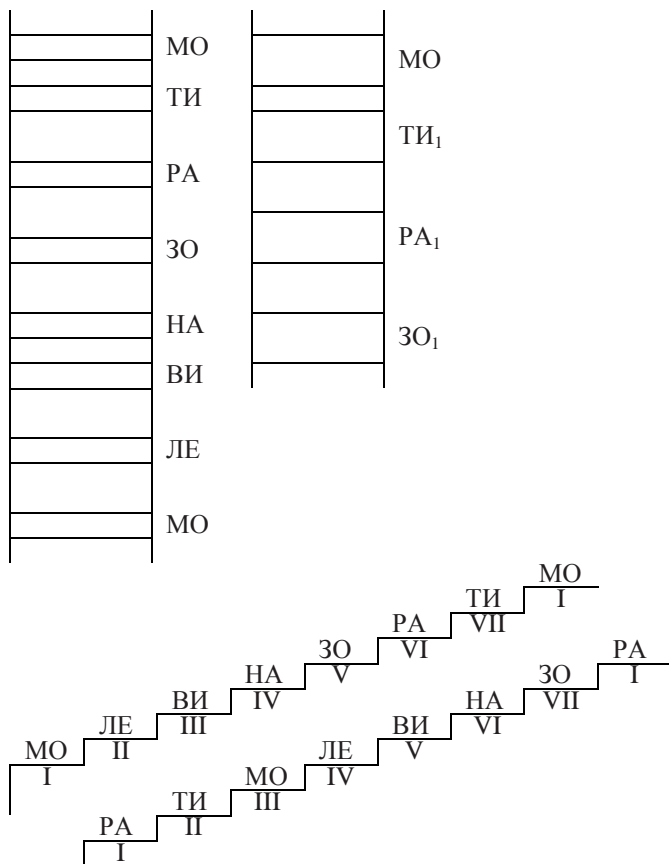 МО
ТИ
РА
ЗО
НА
ВИ
ЛЕ
МО
МО
ТИ₁
РА₁
ЗО₁
МО ЛЕ ВИ НА ЗО РА ТИ МО
I II III IV V VI VII I
РА ТИ МО ЛЕ ВИ НА ЗО РА
I II III IV V VI VII I